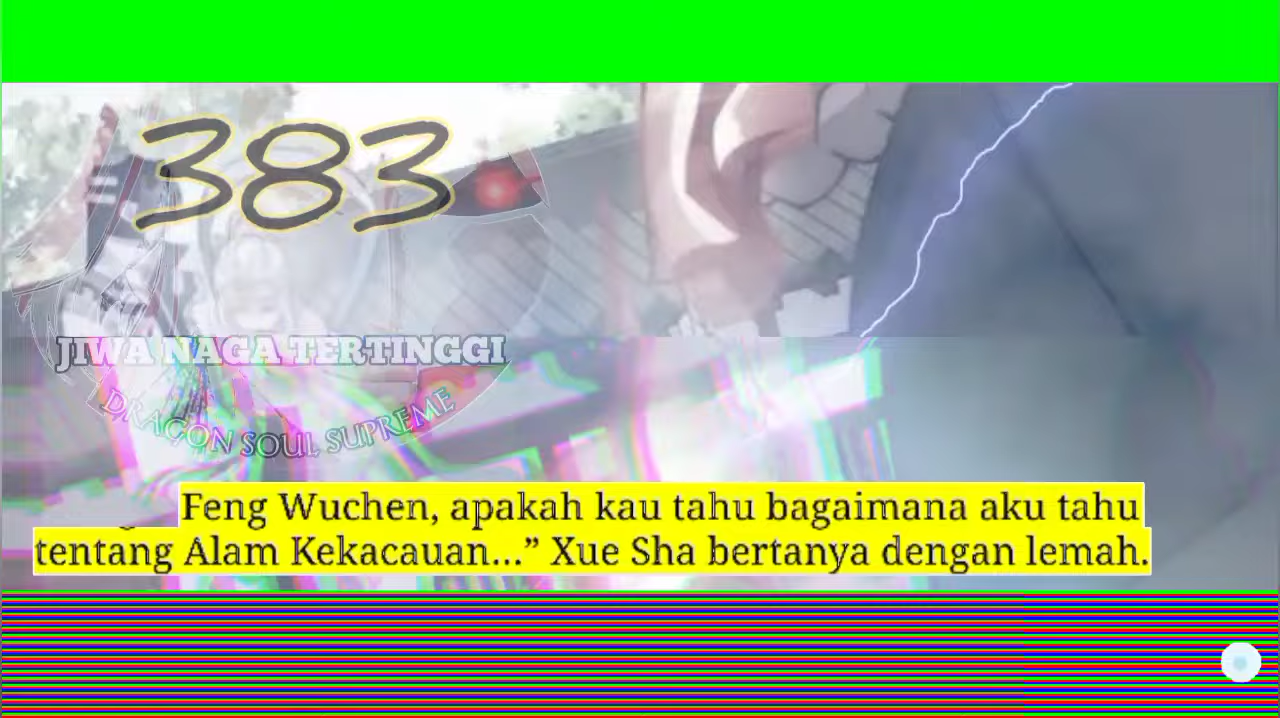 383
JIWA NAGA TERTINGGI
DRAGON SOUL SUPREME
Feng Wuchen, apakah kau tahu bagaimana aku tahu
tentang Alam Kekacauan...” Xue Sha bertanya dengan lemah.